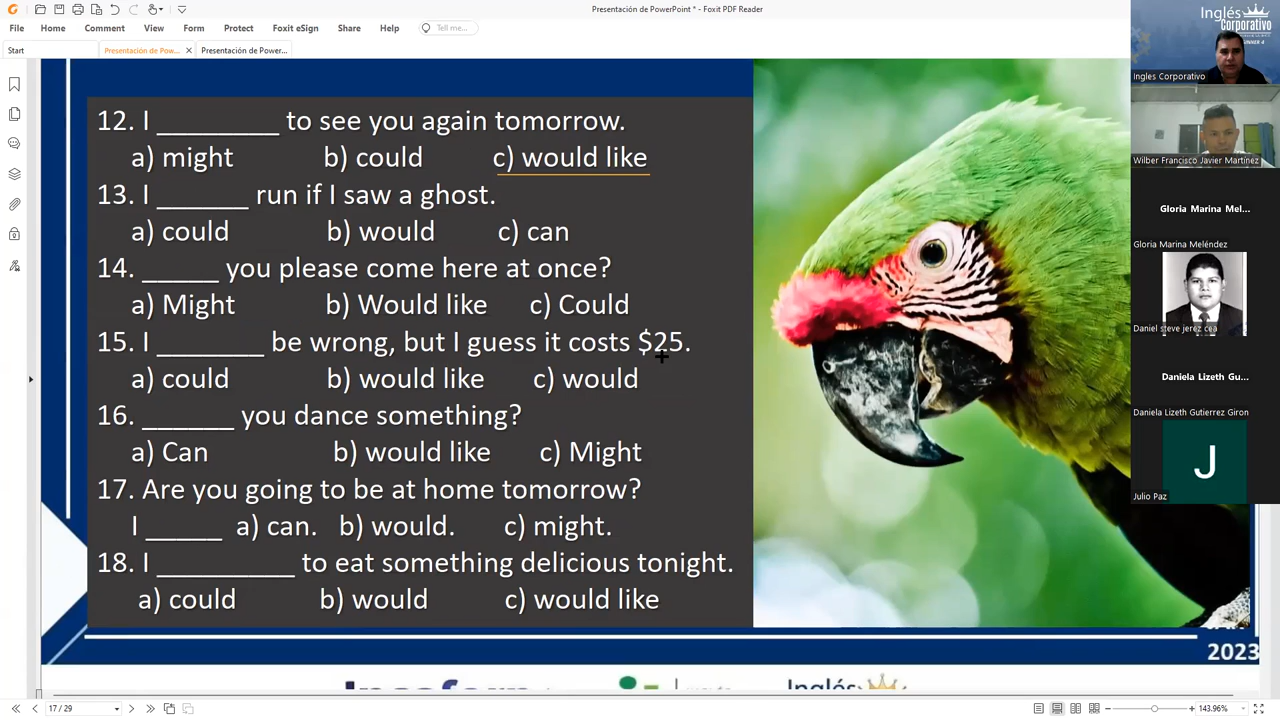 Presentación de PowerPoint * - Foxit PDF Reader
File Home Comment View Form Protect Foxit eSign Share Help Tell me...
Start Presentación de Pow... × Presentación de Power...
12. I ________ to see you again tomorrow.
a) might b) could c) would like
13. I ______ run if I saw a ghost.
a) could b) would c) can
14. _____ you please come here at once?
a) Might b) Would like c) Could
15. I _______ be wrong, but I guess it costs $25.
a) could b) would like c) would
16. ______ you dance something?
a) Can b) would like c) Might
17. Are you going to be at home tomorrow?
I _____ a) can. b) would. c) might.
18. I _________ to eat something delicious tonight.
a) could b) would c) would like
2023
Inglés
17 / 29
143.96%
Inglés
Corporativo
Ingles Corporativo
Wilber Francisco Javier Martínez
Gloria Marina Mel...
Gloria Marina Meléndez
Daniel steve jerez cea
Daniela Lizeth Gu...
Daniela Lizeth Gutierrez Giron
J
Julio Paz